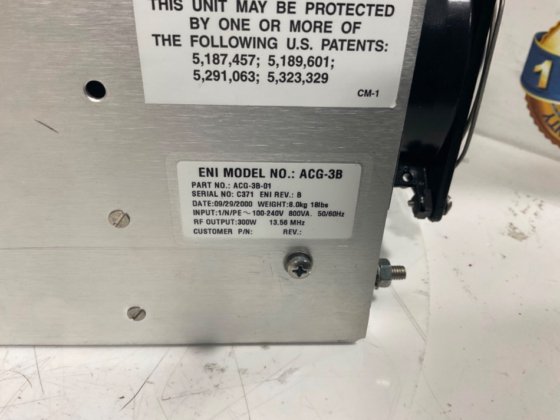 THIS UNIT MAY BE PROTECTED
BY ONE OR MORE OF
THE FOLLOWING U.S. PATENTS:
5,187,457; 5,189,601;
5,291,063; 5,323,329
CM-1
ENI MODEL NO.: ACG-3B
PART NO.: ACG-3B-01
SERIAL NO: C371 ENI REV.: B
DATE:09/29/2000 WEIGHT:8.0kg 18lbs
INPUT:1/N/PE ~ 100-240V 800VA. 50/60Hz
RF OUTPUT:300W 13.56 MHz
CUSTOMER P/N: REV.:
1